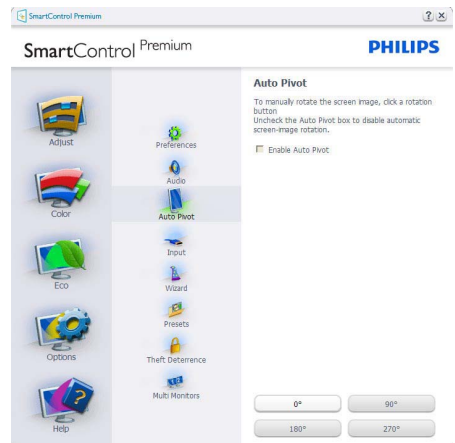 SmartControl Premium
SmartControl Premium
PHILIPS
Adjust
Color
Eco
Options
Help
Preferences
Audio
Auto Pivot
Input
Wizard
Presets
Theft Deterrence
Multi Monitors
Auto Pivot
To manually rotate the screen image, click a rotation
button
Uncheck the Auto Pivot box to disable automatic
screen-image rotation.
Enable Auto Pivot
0°
90°
180°
270°